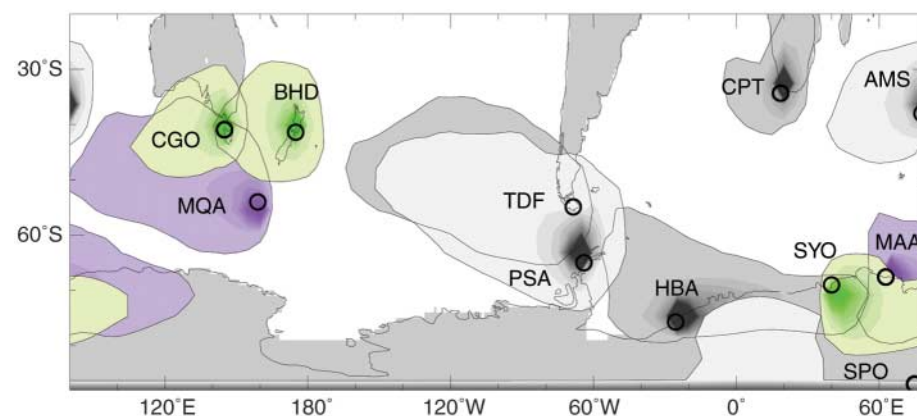 30°S
CPT
AMS
BHD
CGO
MQA
TDF
60°S
SYO
MAA
PSA
HBA
SPO
120°E 180° 120°W 60°W 0° 60°E